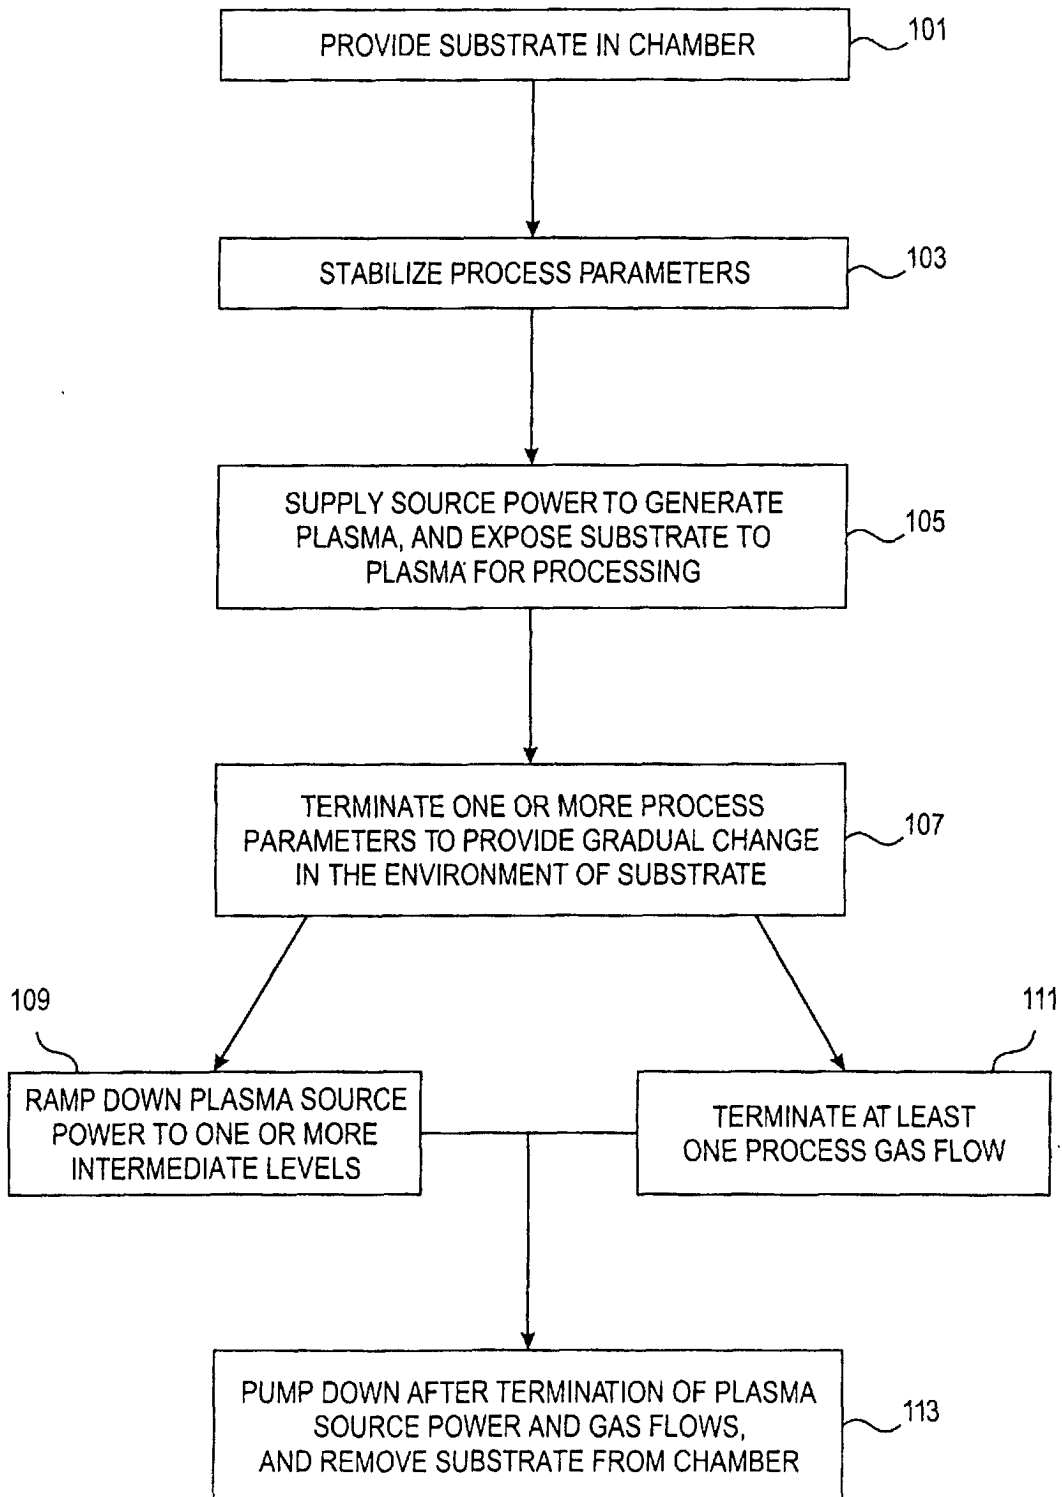 PROVIDE SUBSTRATE IN CHAMBER
101
STABILIZE PROCESS PARAMETERS
103
SUPPLY SOURCE POWER TO GENERATE
PLASMA, AND EXPOSE SUBSTRATE TO
PLASMA FOR PROCESSING
105
TERMINATE ONE OR MORE PROCESS
PARAMETERS TO PROVIDE GRADUAL CHANGE
IN THE ENVIRONMENT OF SUBSTRATE
107
109
RAMP DOWN PLASMA SOURCE
POWER TO ONE OR MORE
INTERMEDIATE LEVELS
111
TERMINATE AT LEAST
ONE PROCESS GAS FLOW
PUMP DOWN AFTER TERMINATION OF PLASMA
SOURCE POWER AND GAS FLOWS,
AND REMOVE SUBSTRATE FROM CHAMBER
113